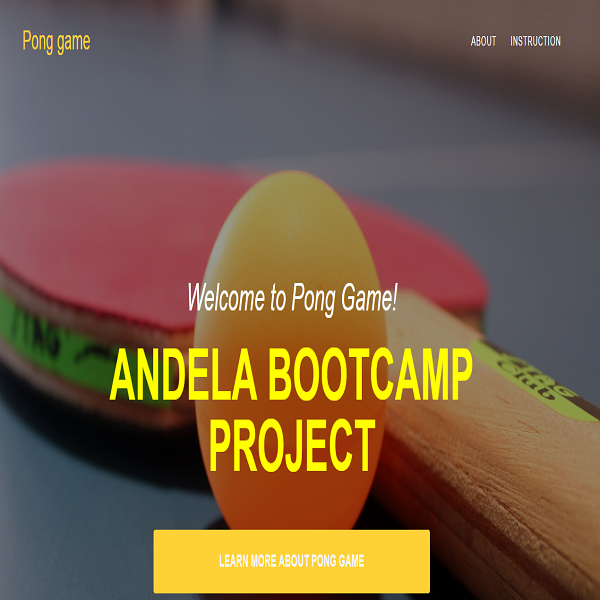 Pong game
ABOUT INSTRUCTION
Welcome to Pong Game!
ANDELA BOOTCAMP
PROJECT
LEARN MORE ABOUT PONG GAME